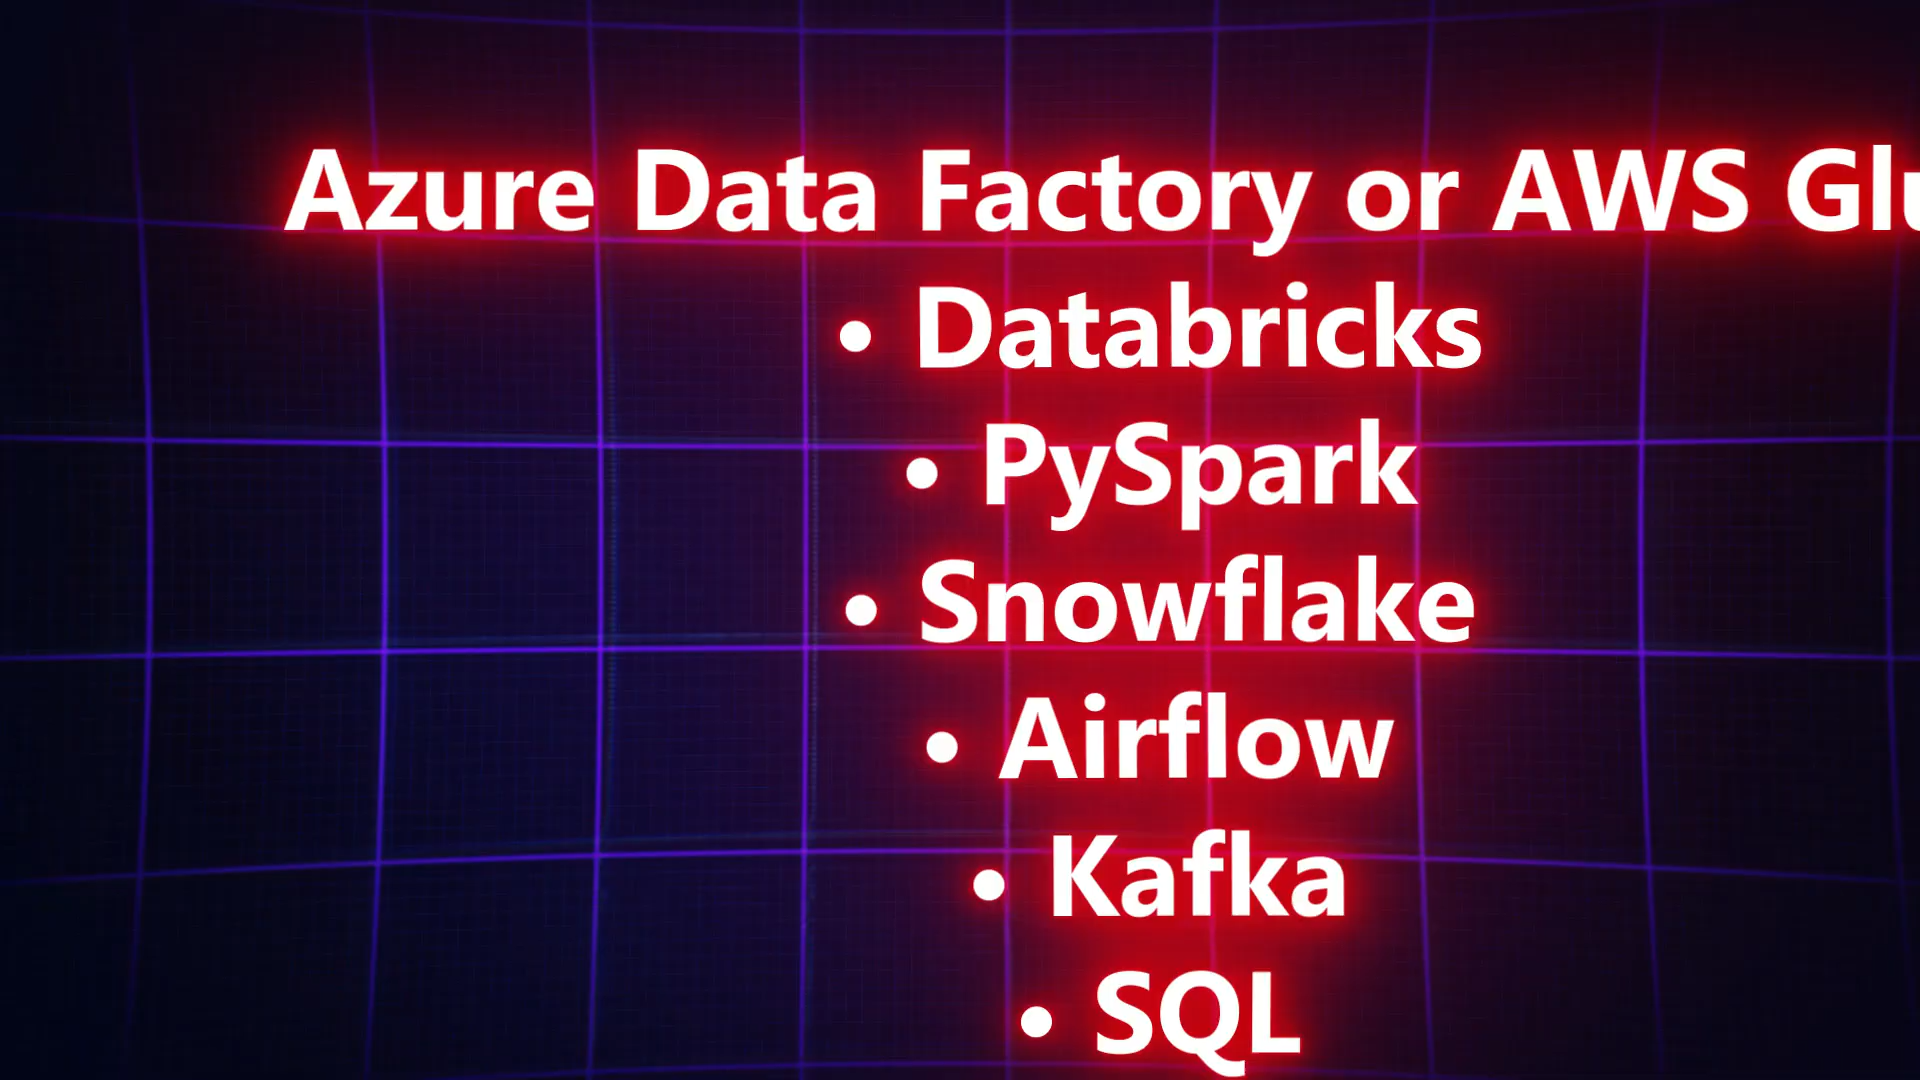 Azure Data Factory or AWS
• Databricks
• PySpark
• Snowflake
• Airflow
• Kafka
• SQL